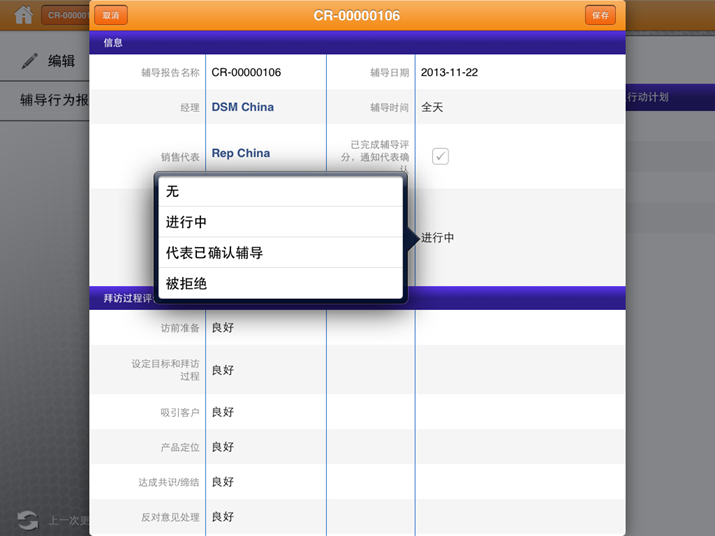 CR-00000
取消
CR-00000106
保存
信息
编辑
辅导报告名称
CR-00000106
辅导日期
2013-11-22
辅导行为报
行动计划
经理
DSM China
辅导时间
全天
销售代表
Rep China
已完成辅导评
分，通知代表确
认
无
进行中
代表已确认辅导
被拒绝
进行中
拜访过程评
访前准备
良好
设定目标和拜访
过程
良好
吸引客户
良好
产品定位
良好
达成共识/缔结
良好
反对意见处理
良好
上一次更